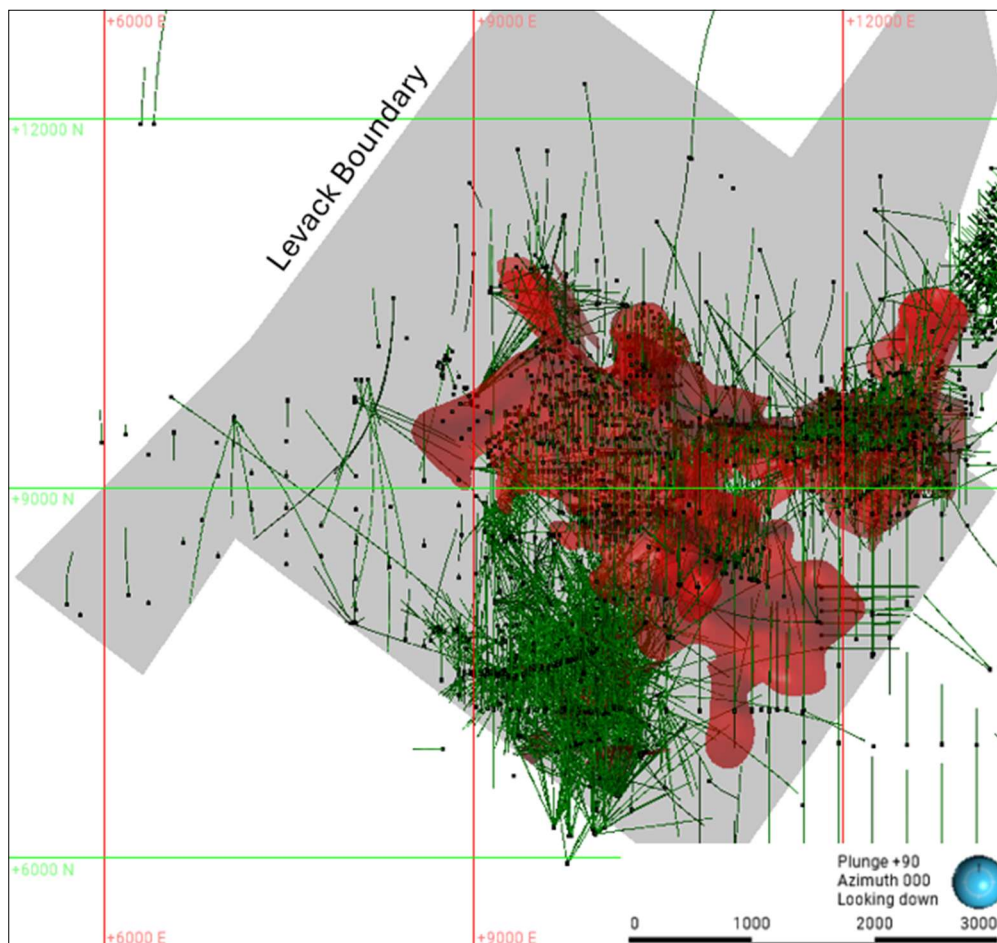 +6000 E
+9000 E
+12000 E
Levack Boundary
+12000 N
+9000 N
+6000 N
Plunge +90
Azimuth 000
Looking down
0 1000 2000 3000
+6000 E
+9000 E